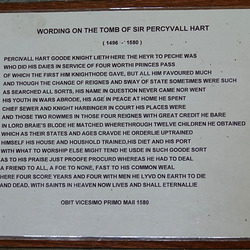 WORDING ON THE TOMB OF SIR PERCYVALL HART
( 1496 - 1580 )
PERCIVALL HART GOODE KNIGHT LIETH HERE THE HEYR TO PECHE WAS
WHO DID HIS DAIES IN SERVICE OF FOUR WORTHI PRINCS PASS
OF WHICH THE FIRST HIM KNIGHTHODE GAVE, BUT ALL HIM FAVOURED MUCH
AND THOUGH THE CHANGE OF REIGNS AND SWAY OF STATE SOMETIMES WERE SUCH
AS SEARCHED ALL SORTS, HIS NAME IN QUESTION NEVER CAME NOR WENT
HIS YOUTH IN WARS ABRODE, HIS AGE IN PEACE AT HOME HE SPENT
CHIEF SEWER AND KNIGHT HARBINGER IN COURT HIS PLACES WERE
AND THOSE TWO ROWMES IN THOSE FOUR REIGNES WITH GREAT CREDIT HE BARE
IN LORD BRAIE'S BLODE HE MATCHED WHERETHROUGH TWELVE CHILDREN HE OBTAINED
WHICH AS THEIR STATES AND AGES CRAVDE HE ORDERLIE UPTRAINED
HIMSELF HIS HOUSE AND HOUSHOLD TRAINED, HIS DIET AND HIS PORT
WITH WHAT TO WORSHIP ELSE MIGHT TEND HE USDE IN SUCH GOODE SORT
AS TO HIS PRAISE JUST PROOFE PROCURD WHEREAS HE HAD TO DEAL
A FRIEND TO ALL, A FOE TO NONE, FAST TO HIS COMMON WEAL
HERE FOUR SCORE YEARS AND FOUR WITH MEN HE LYVD ON EARTH TO DIE
AND DEAD, WITH SAINTS IN HEAVEN NOW LIVES AND SHALL ETERNALLIE
OBIT VICESIMO PRIMO MAII 1580